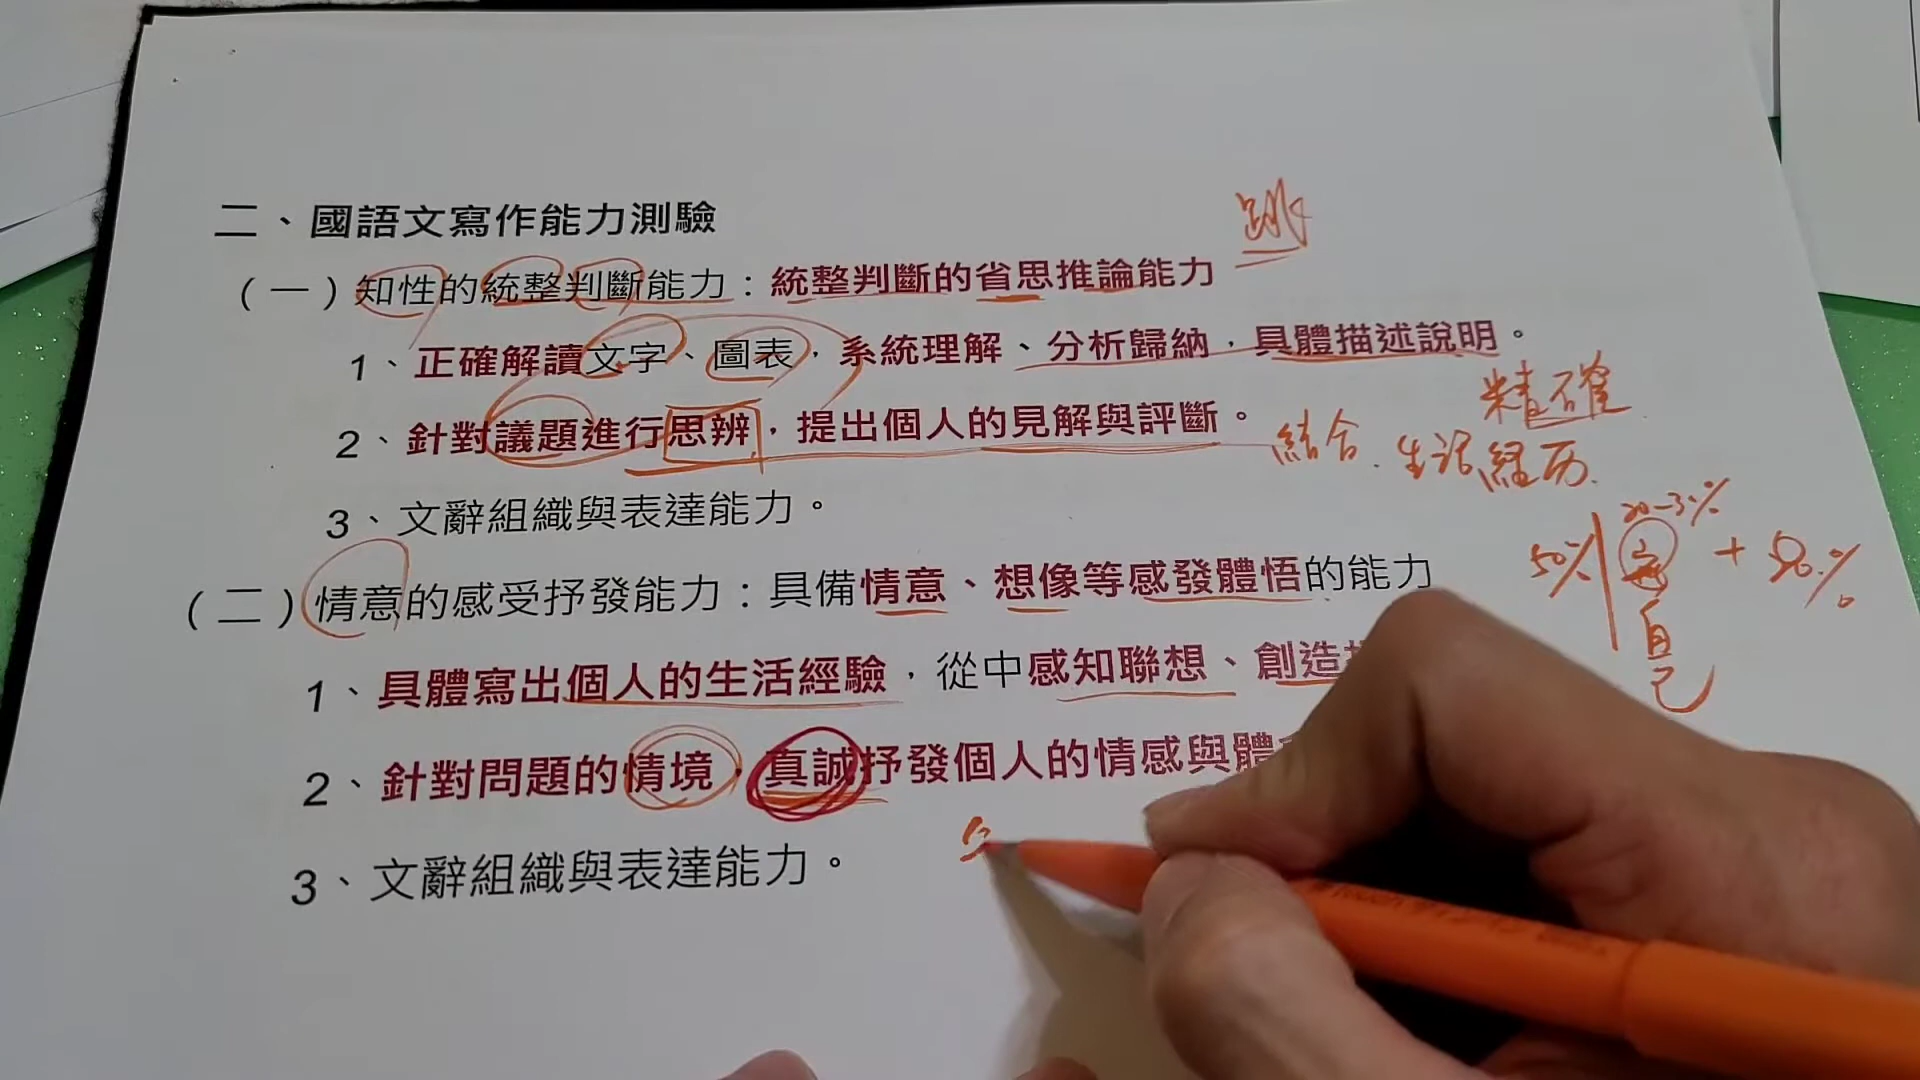 二、國語文寫作能力測驗
跳
(一)知性的統整判斷能力：統整判斷的省思推論能力
1、正確解讀文字、圖表，系統理解、分析歸納，具體描述說明。
精確
2、針對議題進行思辨，提出個人的見解與評斷。
結合.生活經历.
3、文辭組織與表達能力。
20-3%
50% + 50%
自己
(二)情意的感受抒發能力：具備情意、想像等感發體悟的能力
1、具體寫出個人的生活經驗，從中感知聯想、創造
2、針對問題的情境，真誠抒發個人的情感與體
3、文辭組織與表達能力。